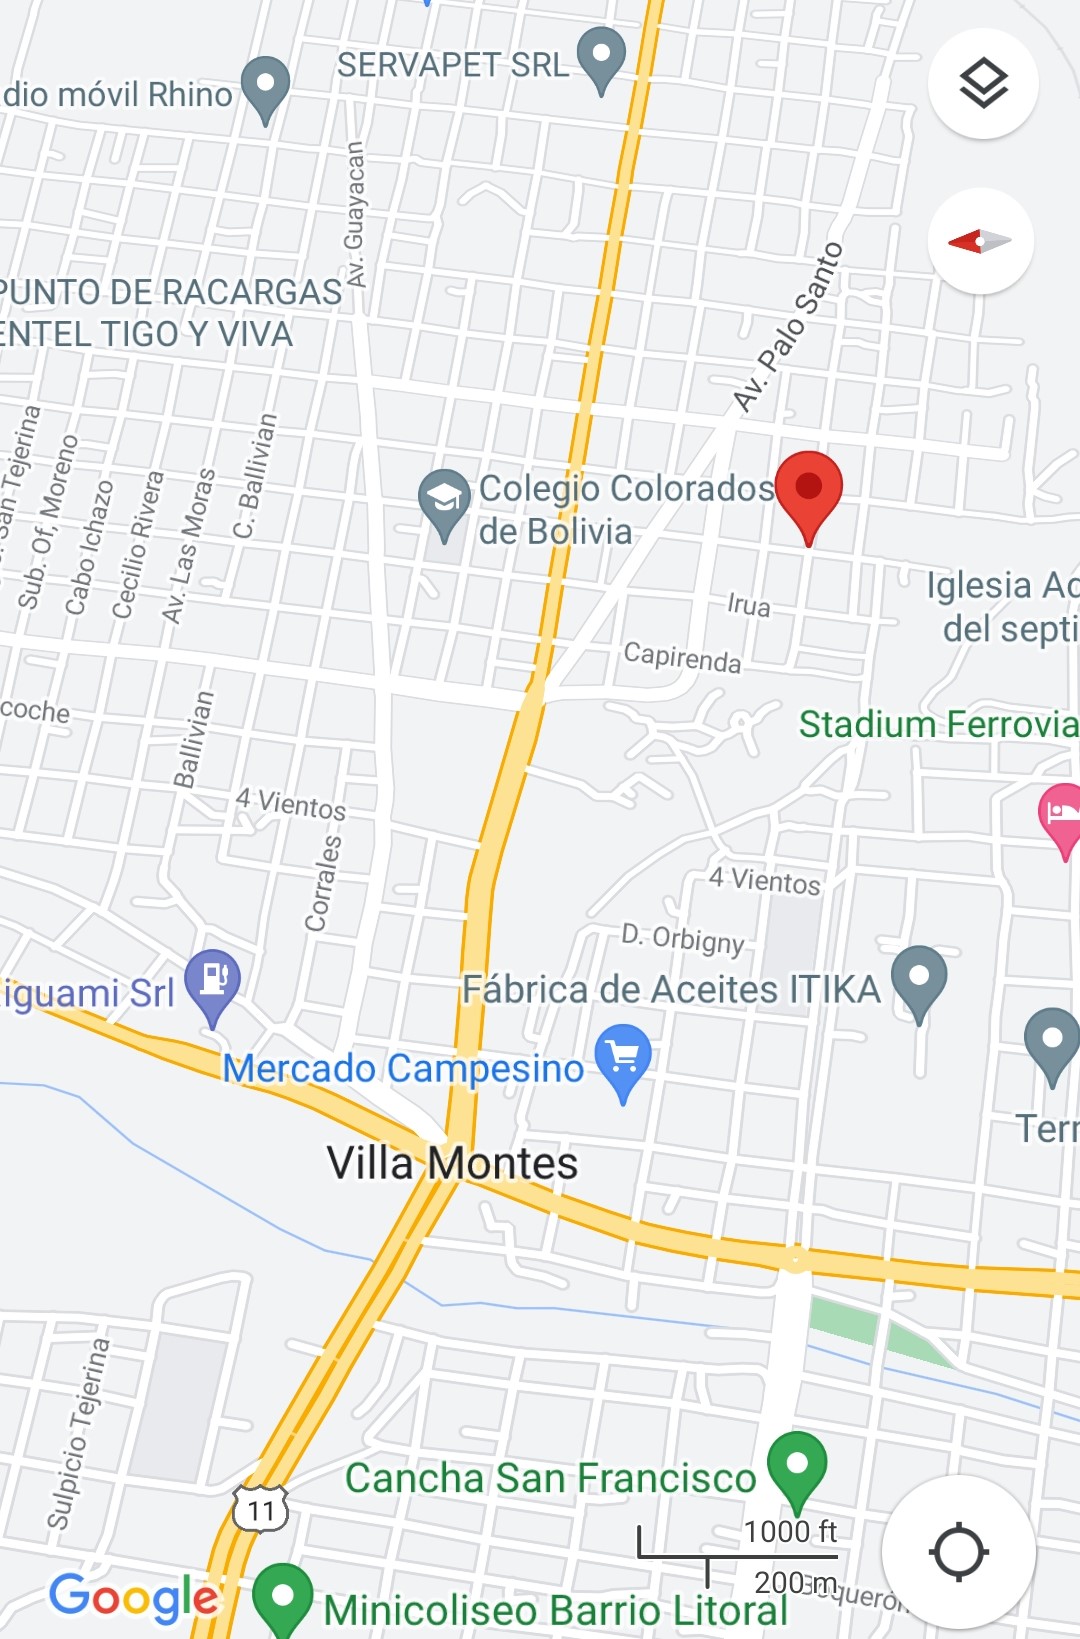 SERVAPET SRL
dio móvil Rhino
Av. Guayacan
Av. Palo Santo
PUNTO DE RACARGAS
ENTEL TIGO Y VIVA
San Tejerina
Sub. Of, Moreno
Cabo Ichazo
Cecilio Rivera
Av. Las Moras
C. Ballivian
Colegio Colorados
de Bolivia
Irua
Iglesia Ad
del septi
Capirenda
coche
Ballivian
Stadium Ferrovia
4 Vientos
Corrales
4 Vientos
D. Orbigny
iguami Srl
Fábrica de Aceites ITIKA
Mercado Campesino
Term
Villa Montes
Sulpicio Tejerina
Cancha San Francisco
11
1000 ft
200 m
Google
Minicoliseo Barrio Litoral